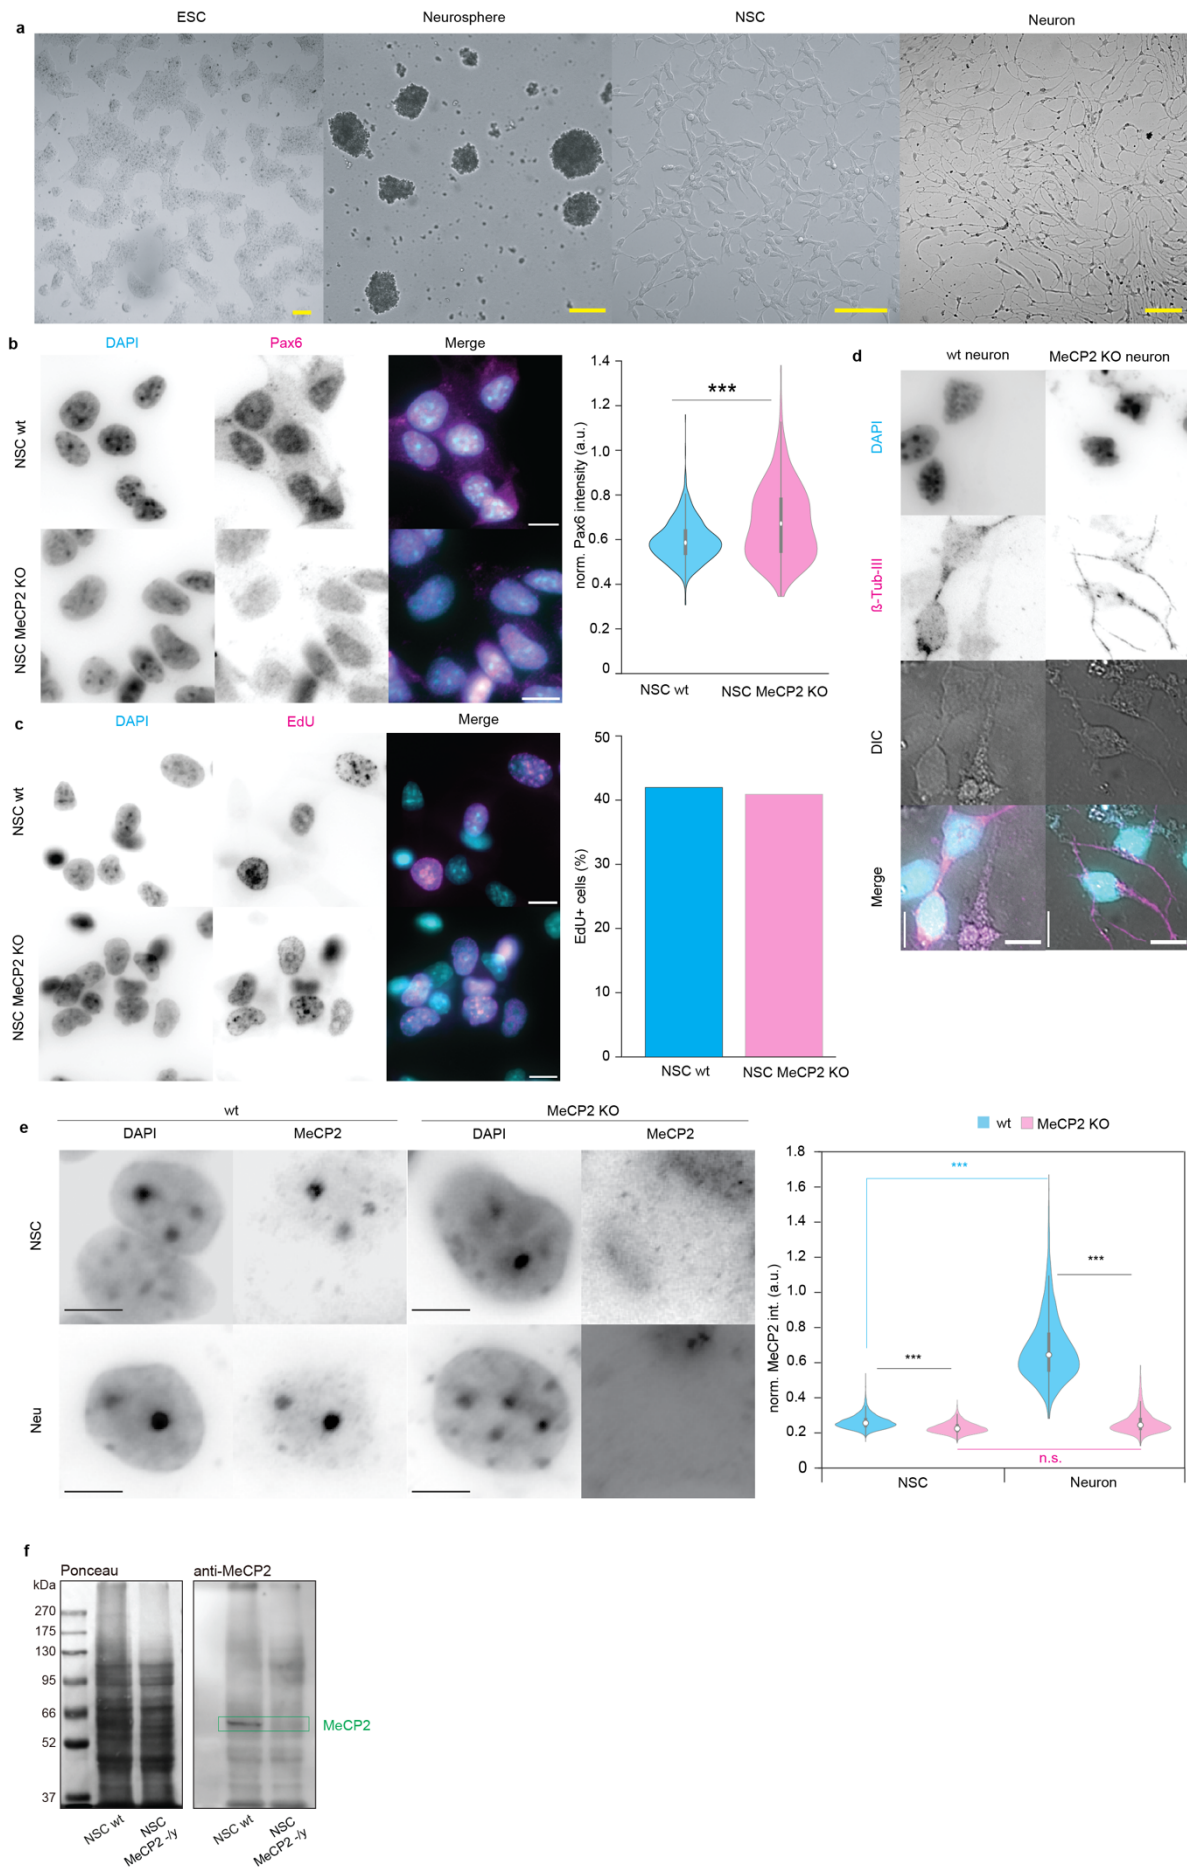 a
ESC
Neurosphere
NSC
Neuron
b
DAPI
Pax6
Merge
NSC wt
NSC MeCP2 KO
norm. Pax6 intensity (a.u.)
1.4
1.2
1.0
0.8
0.6
0.4
0.2
0
***
NSC wt
NSC MeCP2 KO
c
DAPI
EdU
Merge
NSC wt
NSC MeCP2 KO
EdU+ cells (%)
50
40
30
20
10
0
NSC wt
NSC MeCP2 KO
d
wt neuron
MeCP2 KO neuron
DAPI
ß-Tub-III
DIC
Merge
e
wt
MeCP2 KO
DAPI
MeCP2
DAPI
MeCP2
NSC
Neu
wt
MeCP2 KO
norm. MeCP2 int. (a.u.)
1.8
1.6
1.4
1.2
1.0
0.8
0.6
0.4
0.2
0
***
***
***
n.s.
NSC
Neuron
f
Ponceau
anti-MeCP2
kDa
270
175
130
95
66
52
37
MeCP2
NSC wt
NSC
MeCP2 -/y
NSC wt
NSC
MeCP2 -/y